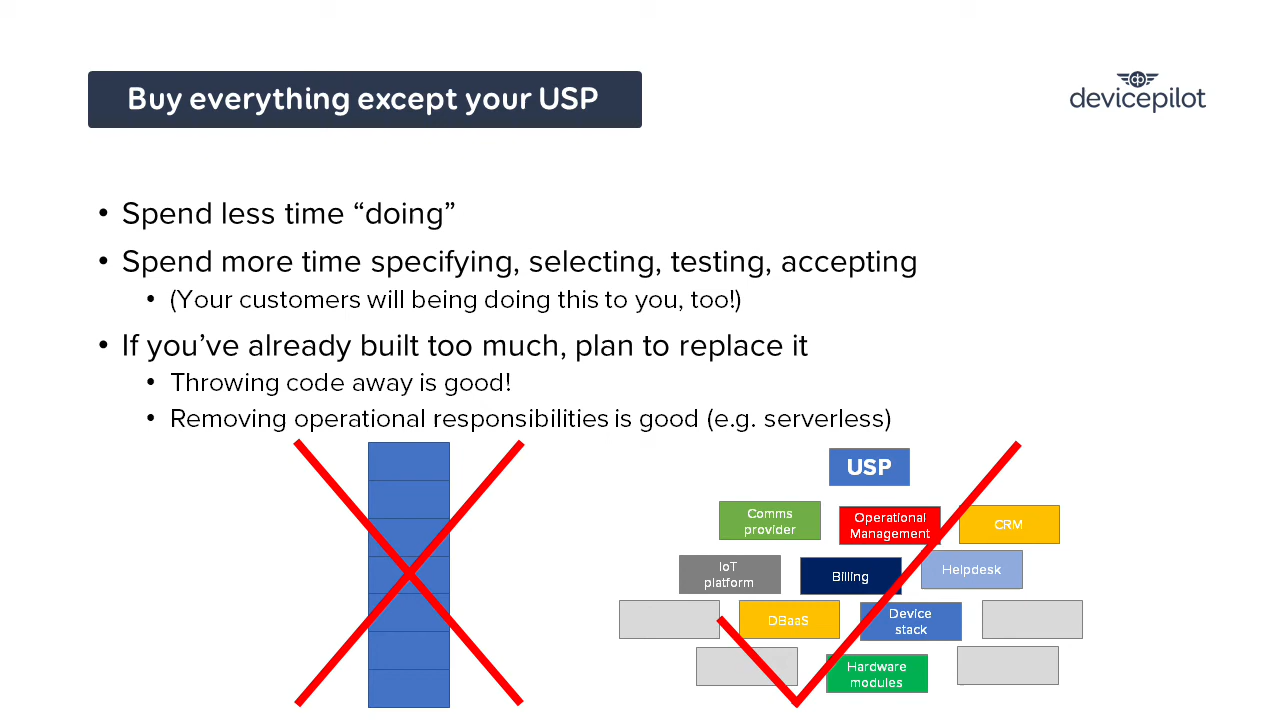 Buy everything except your USP
devicepilot
• Spend less time “doing”
• Spend more time specifying, selecting, testing, accepting
• (Your customers will being doing this to you, too!)
• If you’ve already built too much, plan to replace it
• Throwing code away is good!
• Removing operational responsibilities is good (e.g. serverless)
USP
Comms
provider
Operational
Management
CRM
IoT
platform
Billing
Helpdesk
DBaaS
Device
stack
Hardware
modules